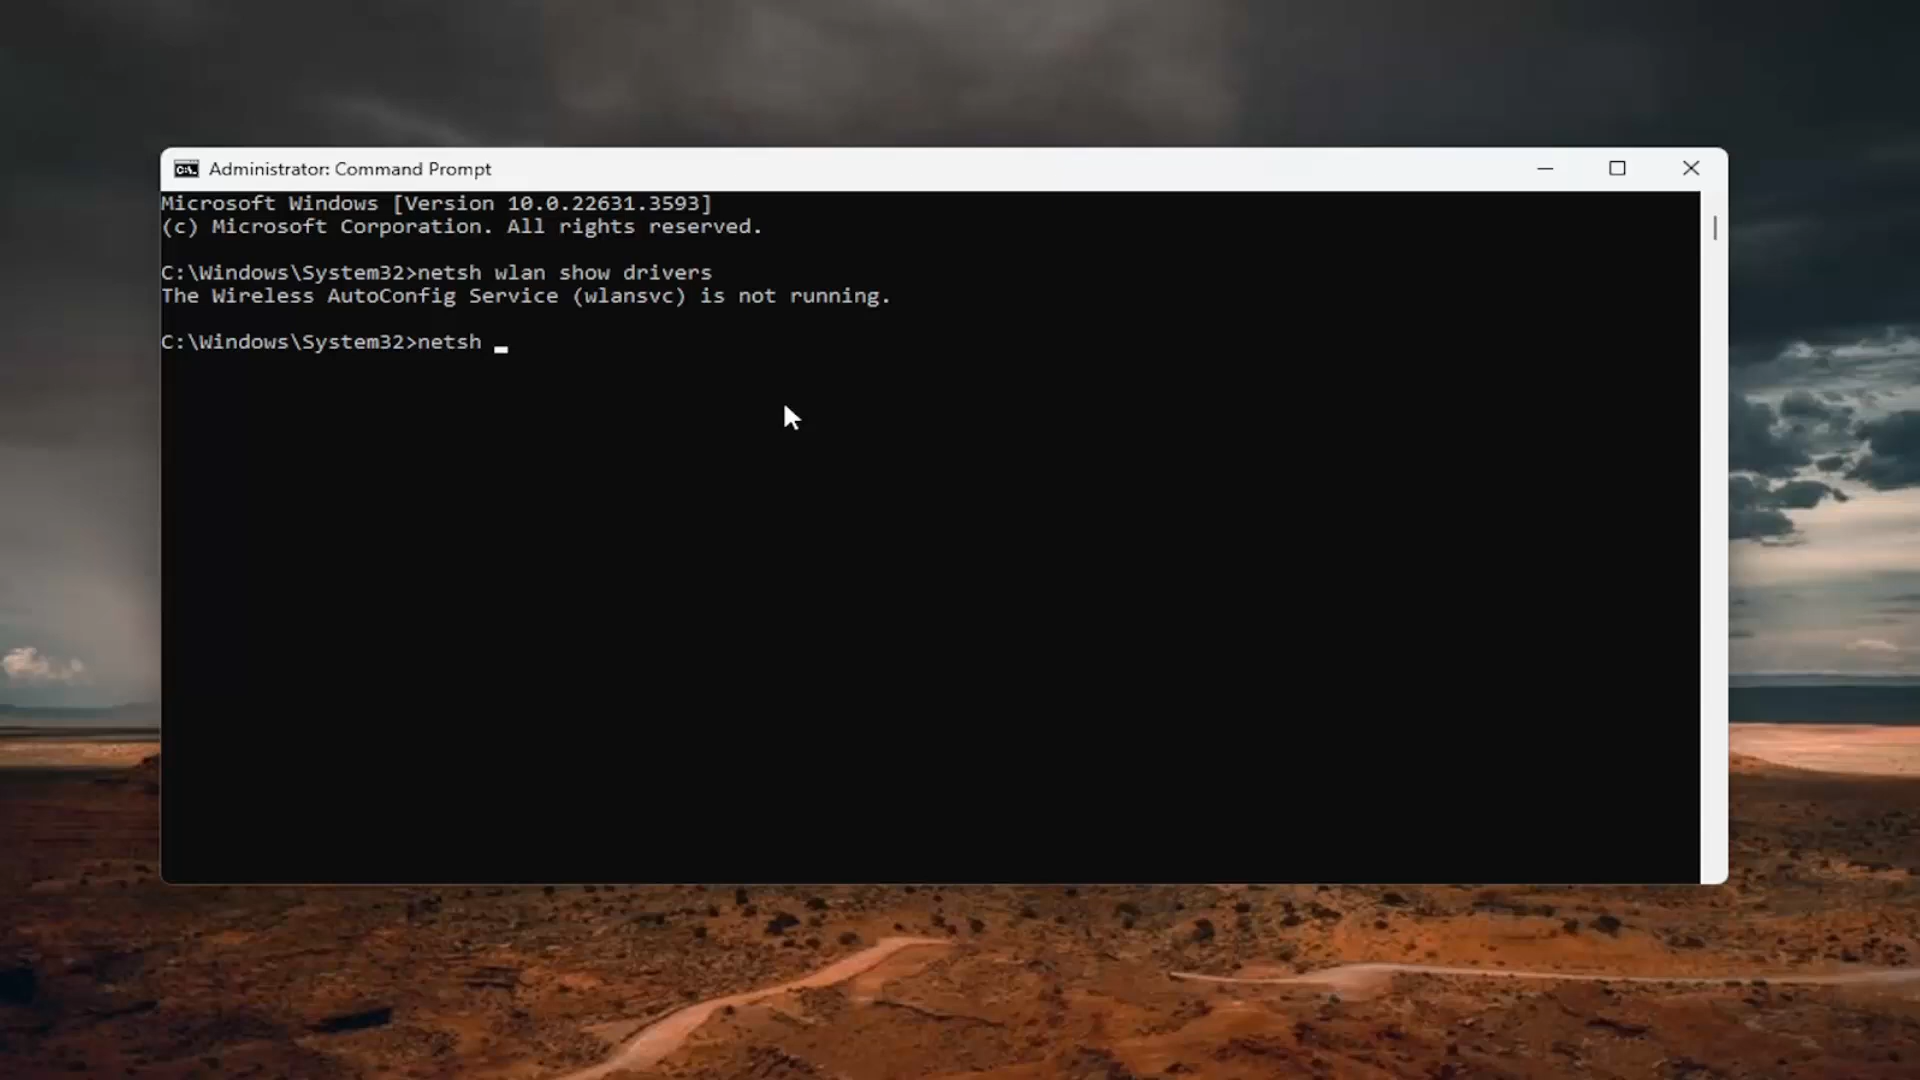 Administrator: Command Prompt
Microsoft Windows [Version 10.0.22631.3593]
(c) Microsoft Corporation. All rights reserved.
C:\Windows\System32>netsh wlan show drivers
The Wireless AutoConfig Service (wlansvc) is not running.
C:\Windows\System32>netsh _